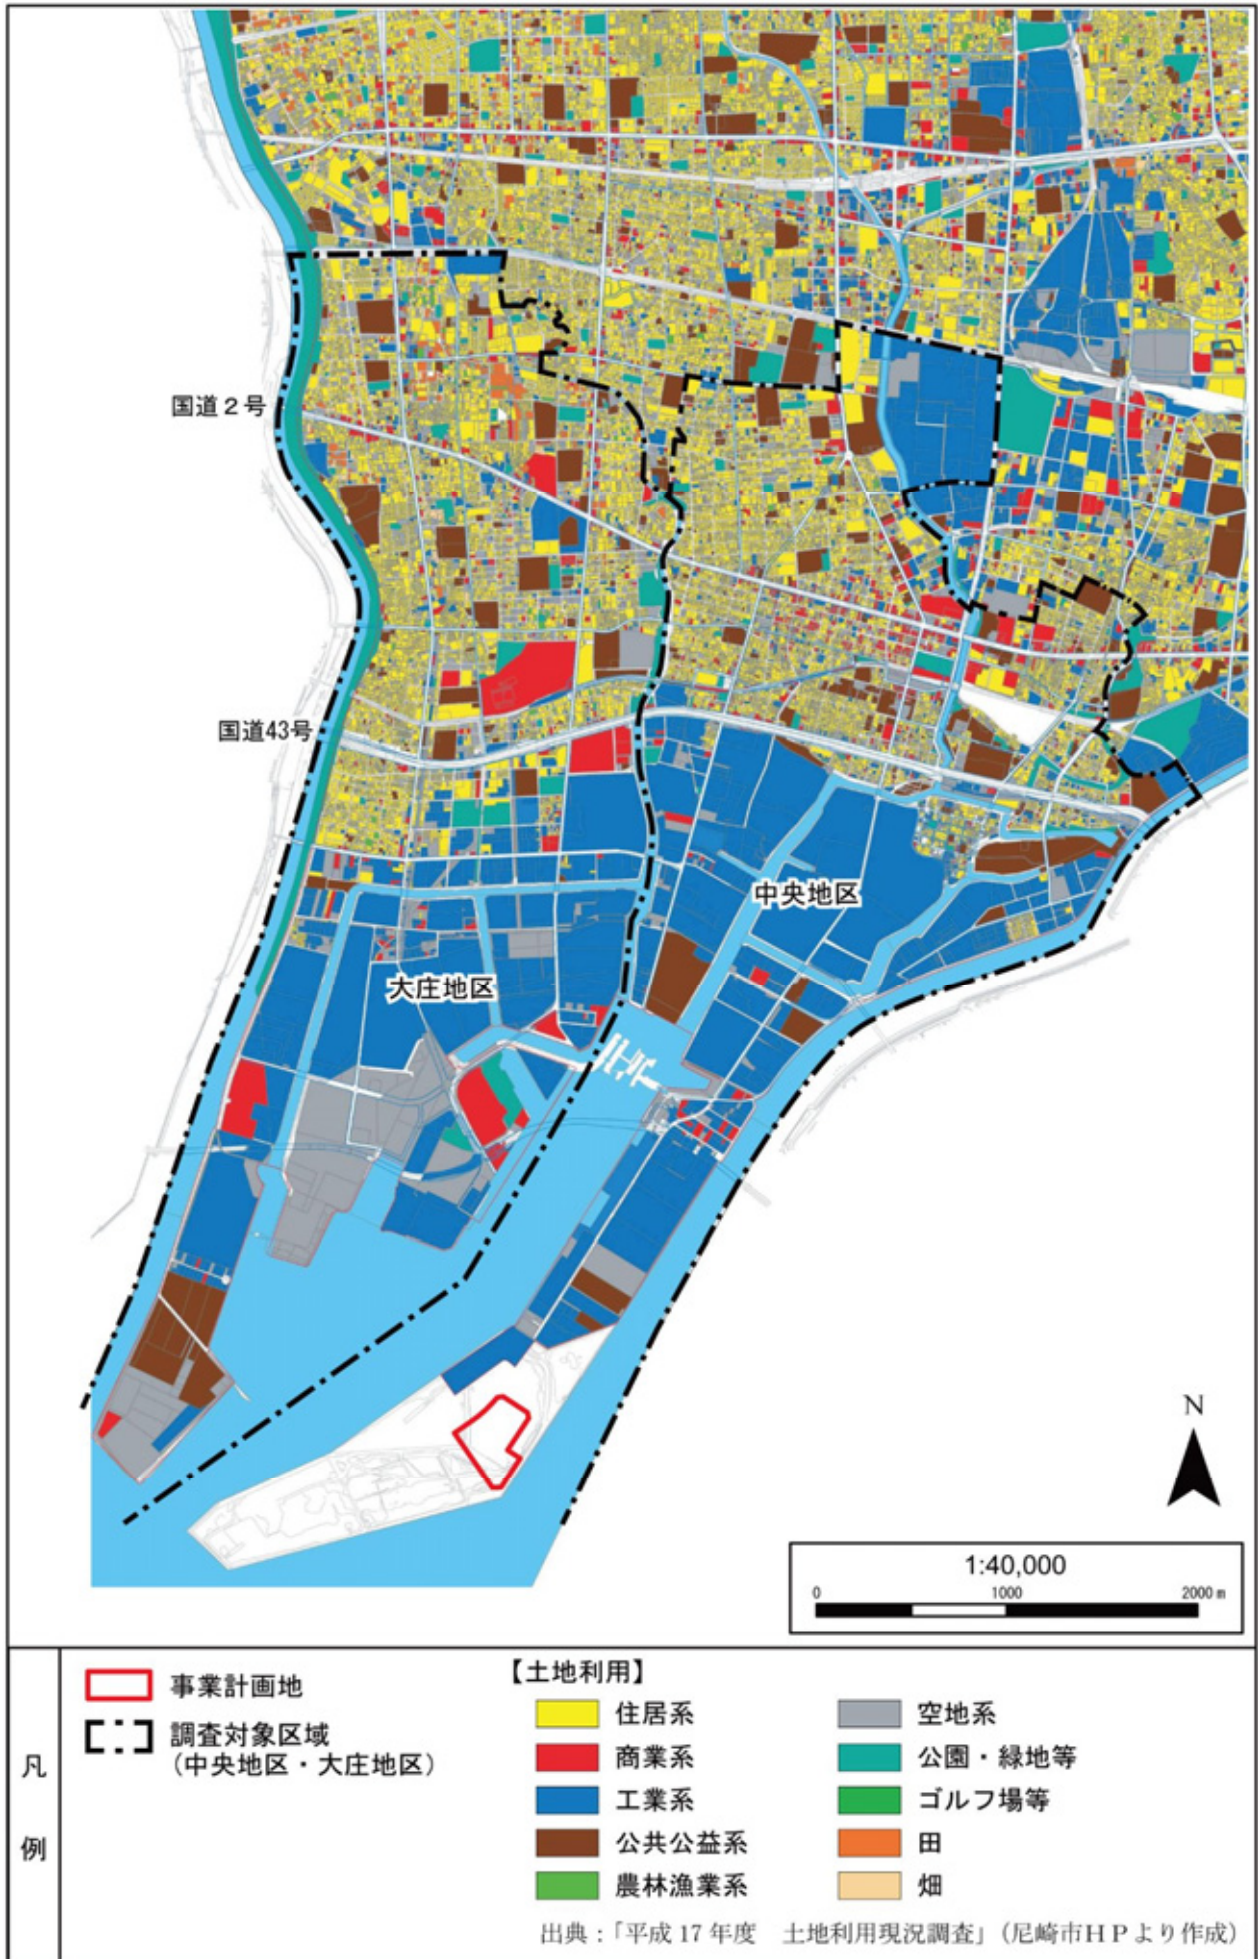 国道２号
国道43号
中央地区
大庄地区
N
1:40,000
0 1000 2000 m
凡例
事業計画地
調査対象区域
(中央地区・大庄地区)
【土地利用】
住居系
商業系
工業系
公共公益系
農林漁業系
空地系
公園・緑地等
ゴルフ場等
田
畑
出典：「平成 17 年度　土地利用現況調査」（尼崎市ＨＰより作成）